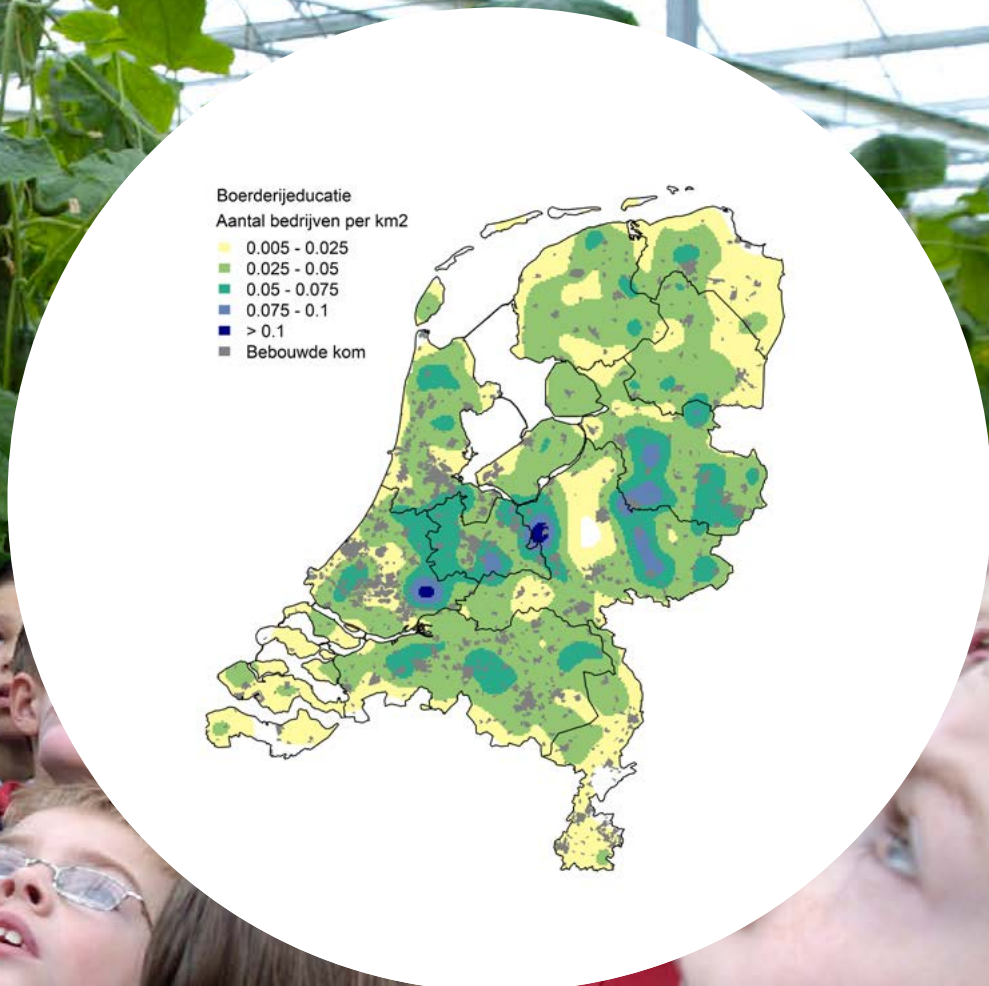 Boerderijeducatie
Aantal bedrijven per km2
0.005 - 0.025
0.025 - 0.05
0.05 - 0.075
0.075 - 0.1
> 0.1
Bebouwde kom